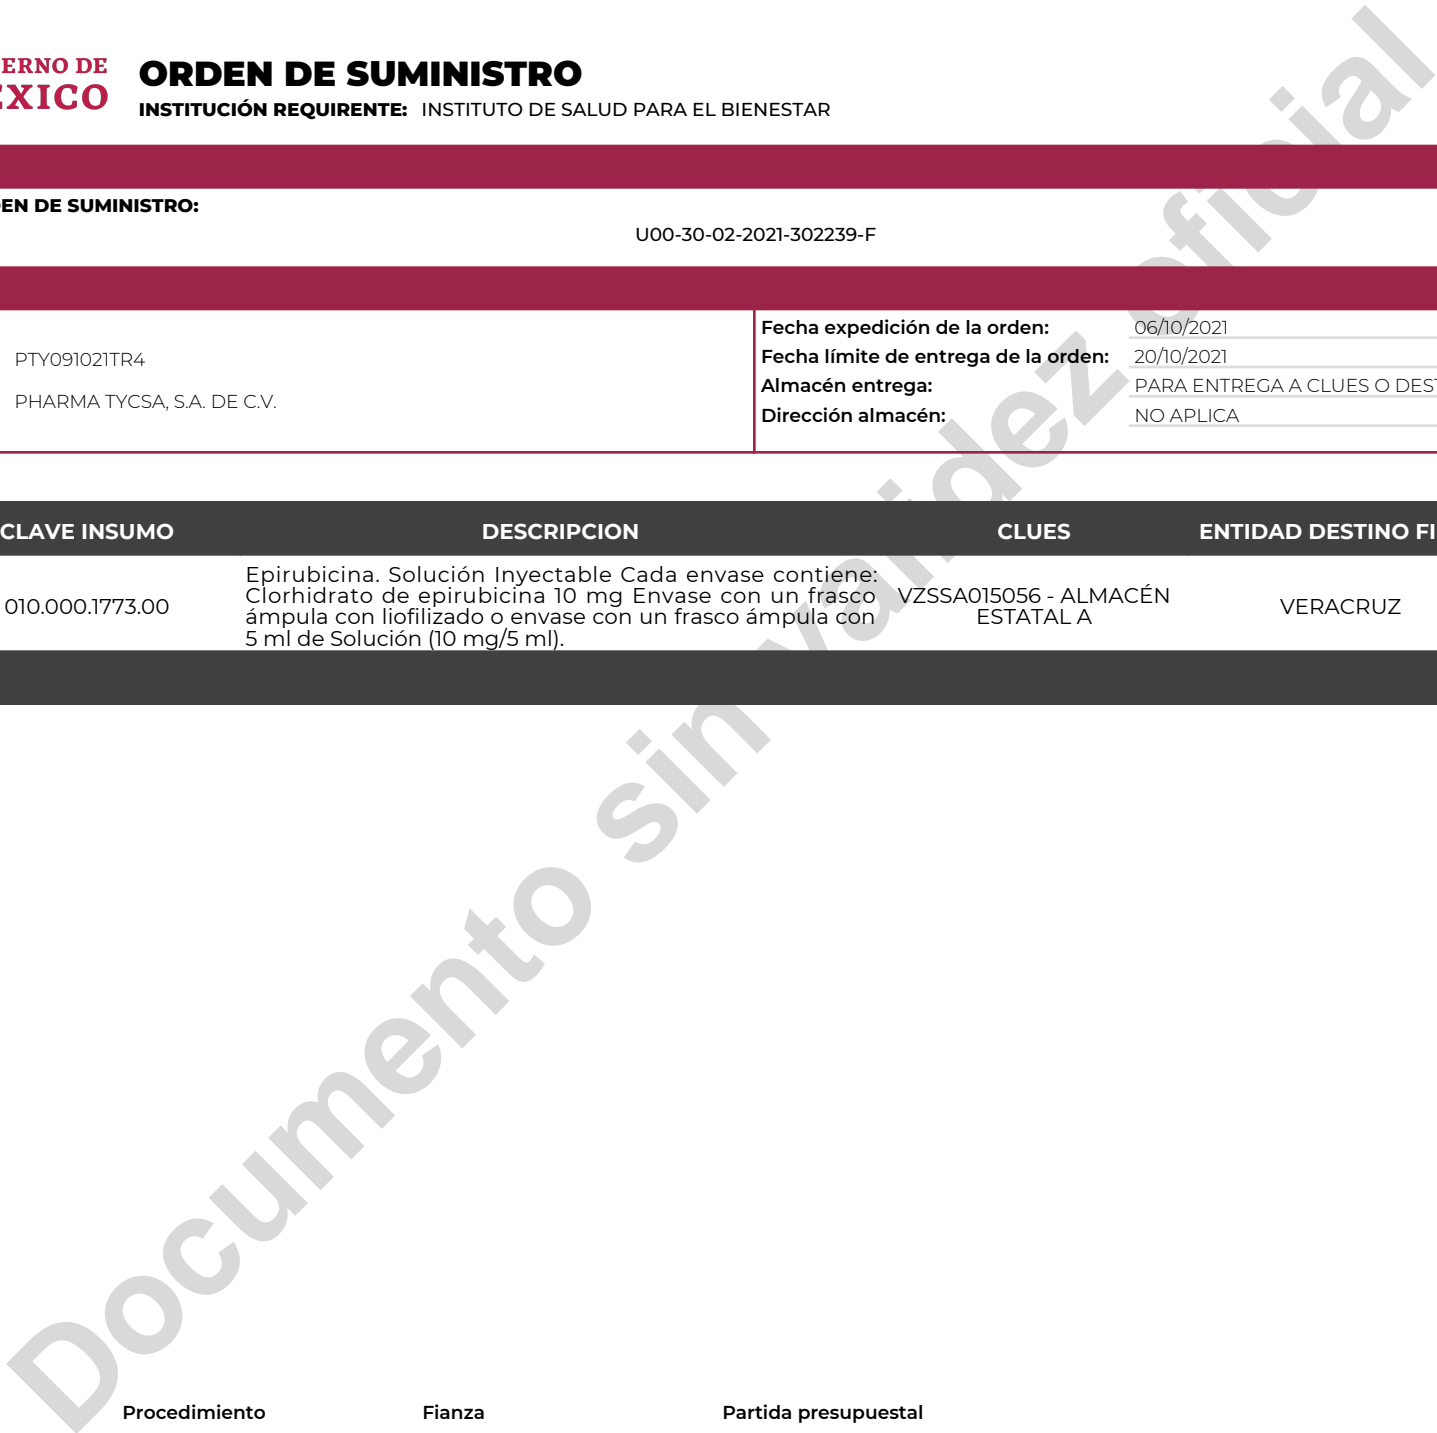 ERNO DE
EXICO
ORDEN DE SUMINISTRO
INSTITUCIÓN REQUIRENTE: INSTITUTO DE SALUD PARA EL BIENESTAR
EN DE SUMINISTRO:
U00-30-02-2021-302239-F
PTY091021TR4
PHARMA TYCSA, S.A. DE C.V.
Fecha expedición de la orden: 06/10/2021
Fecha límite de entrega de la orden: 20/10/2021
Almacén entrega: PARA ENTREGA A CLUES O DEST
Dirección almacén: NO APLICA
CLAVE INSUMO DESCRIPCION CLUES ENTIDAD DESTINO FI
010.000.1773.00
Epirubicina. Solución Inyectable Cada envase contiene:
Clorhidrato de epirubicina 10 mg Envase con un frasco
ámpula con liofilizado o envase con un frasco ámpula con
5 ml de Solución (10 mg/5 ml).
VZSSA015056 - ALMACÉN
ESTATAL A
VERACRUZ
Documento sin validez oficial
Procedimiento Fianza Partida presupuestal